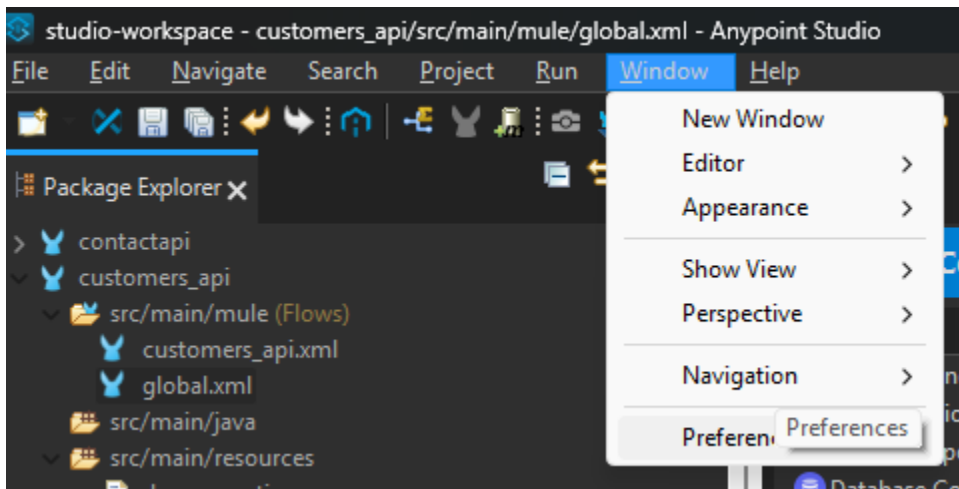 studio-workspace - customers_api/src/main/mule/global.xml - Anypoint Studio
File Edit Navigate Search Project Run Window Help
New Window
Editor
Appearance
Show View
Perspective
Navigation
Preferen
Preferences
Package Explorer
contactapi
customers_api
src/main/mule (Flows)
customers_api.xml
global.xml
src/main/java
src/main/resources
Database